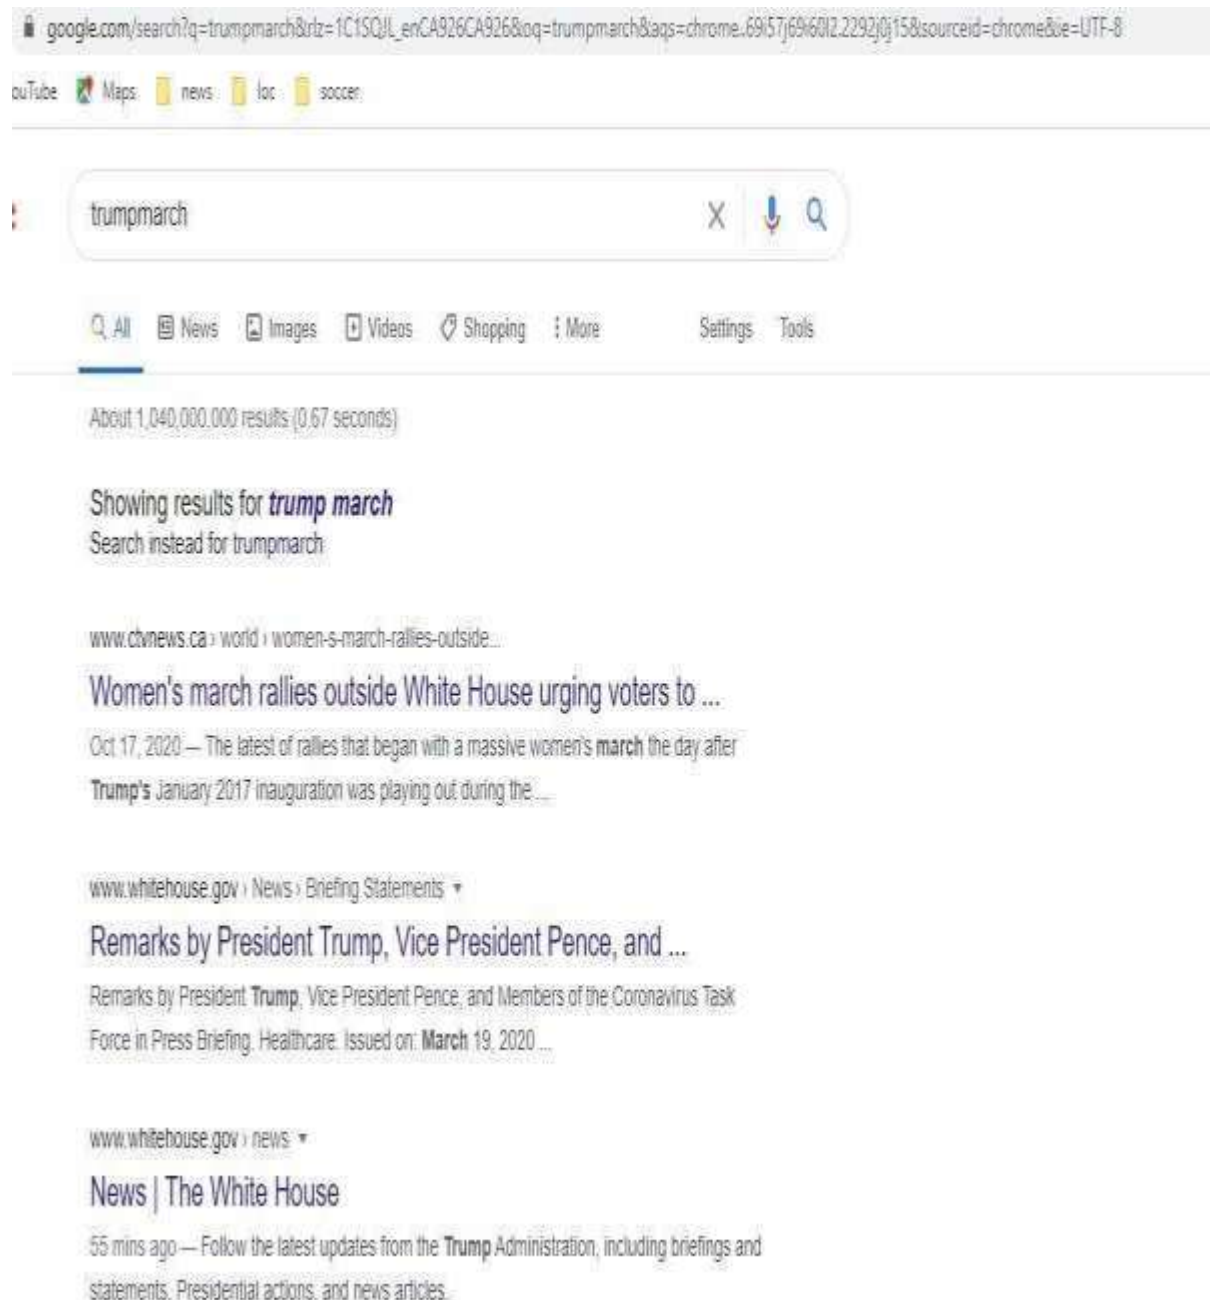 google.com/search?q=trumpmarch&rlz=1C1SQJL_enCA926CA926&oq=trumpmarch&aqs=chrome..69i57j69i60l2.2292j0j15&sourceid=chrome&ie=UTF-8
ouTube Maps news loc soccer
trumpmarch
All News Images Videos Shopping More Settings Tools
About 1,040,000,000 results (0.67 seconds)
Showing results for trump march
Search instead for trumpmarch
www.ctvnews.ca › world › women-s-march-rallies-outside...
Women's march rallies outside White House urging voters to ...
Oct 17, 2020 — The latest of rallies that began with a massive women's march the day after
Trump's January 2017 inauguration was playing out during the ...
www.whitehouse.gov › News › Briefing Statements
Remarks by President Trump, Vice President Pence, and ...
Remarks by President Trump, Vice President Pence, and Members of the Coronavirus Task
Force in Press Briefing. Healthcare. Issued on: March 19, 2020 ...
www.whitehouse.gov › news
News | The White House
55 mins ago — Follow the latest updates from the Trump Administration, including briefings and
statements, Presidential actions, and news articles.